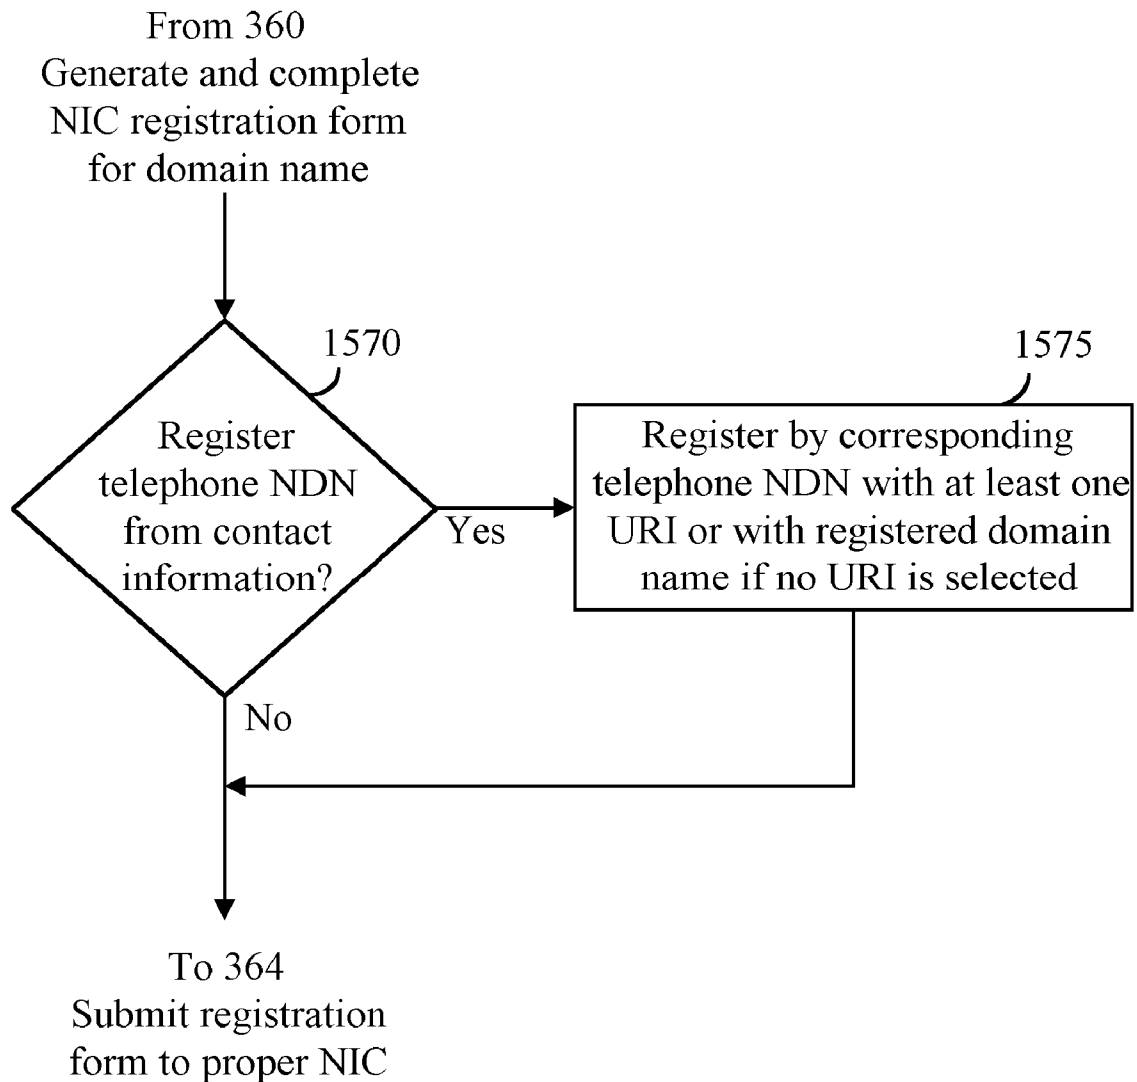 From 360
Generate and complete
NIC registration form
for domain name
1570
Register
telephone NDN
from contact
information?
Yes
1575
Register by corresponding
telephone NDN with at least one
URI or with registered domain
name if no URI is selected
No
To 364
Submit registration
form to proper NIC